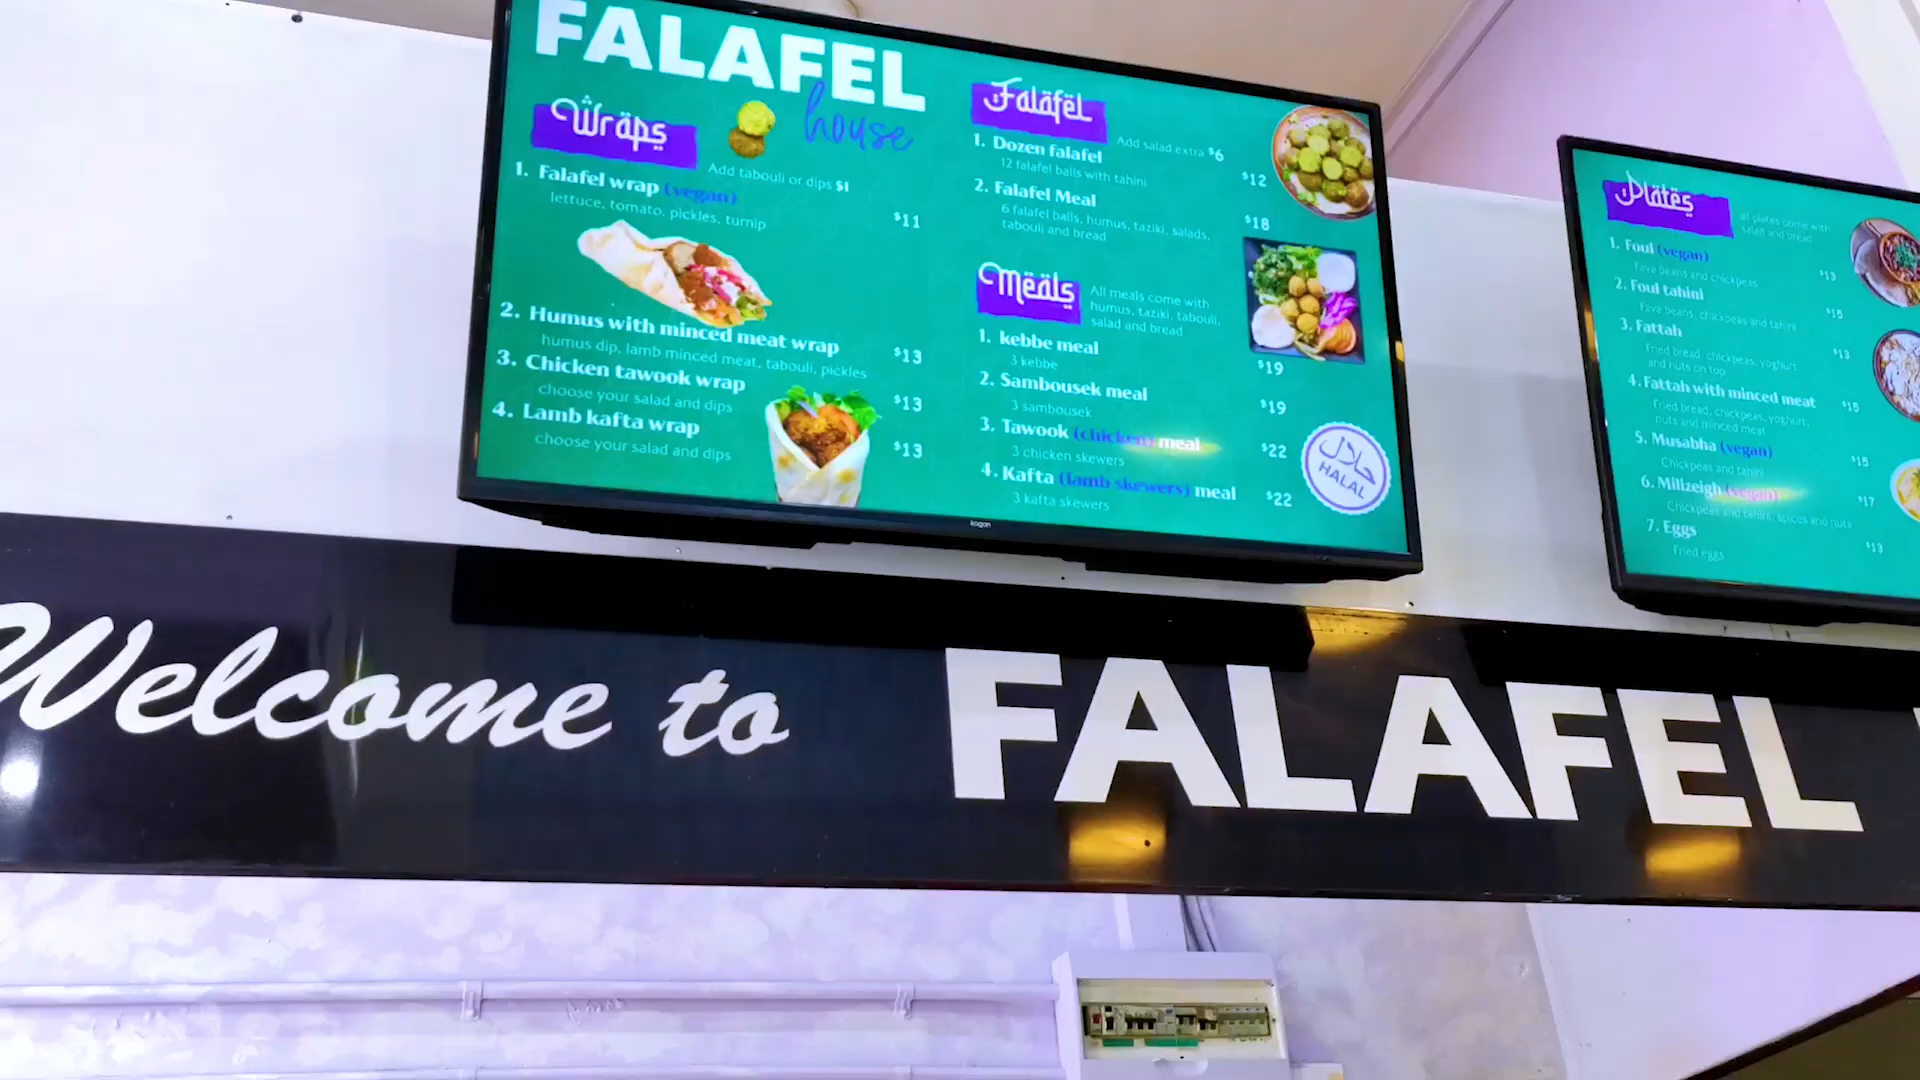 FALAFEL
house
Wraps
Add tabouli or dips $1
1. Falafel wrap (vegan)
lettuce, tomato, pickles, turnip
$11
2. Humus with minced meat wrap
humus dip, lamb minced meat, tabouli, pickles
$13
3. Chicken tawook wrap
choose your salad and dips
$13
4. Lamb kafta wrap
choose your salad and dips
$13
Falafel
Add salad extra $6
1. Dozen falafel
12 falafel balls with tahini
$12
2. Falafel Meal
6 falafel balls, humus, taziki, salads,
tabouli and bread
$18
Meals
All meals come with
humus, taziki, tabouli,
salad and bread
1. kebbe meal
3 kebbe
$19
2. Sambousek meal
3 sambousek
$19
3. Tawook (chicken) meal
3 chicken skewers
$22
4. Kafta (lamb skewers) meal
3 kafta skewers
$22
حلال
HALAL
kogan
Plates
all plates come with
salad and bread
1. Foul (vegan)
Fava beans and chickpeas
$13
2. Foul tahini
Fava beans, chickpeas and tahini
$15
3. Fattah
Fried bread, chickpeas, yoghurt
and nuts on top
$13
4. Fattah with minced meat
Fried bread, chickpeas, yoghurt,
nuts and minced meat
$15
5. Musabha (vegan)
Chickpeas and tahini
$15
6. Millzeigh (vegan)
Chickpeas and tahini, spices and nuts
$17
7. Eggs
Fried eggs
$13
Welcome to FALAFEL